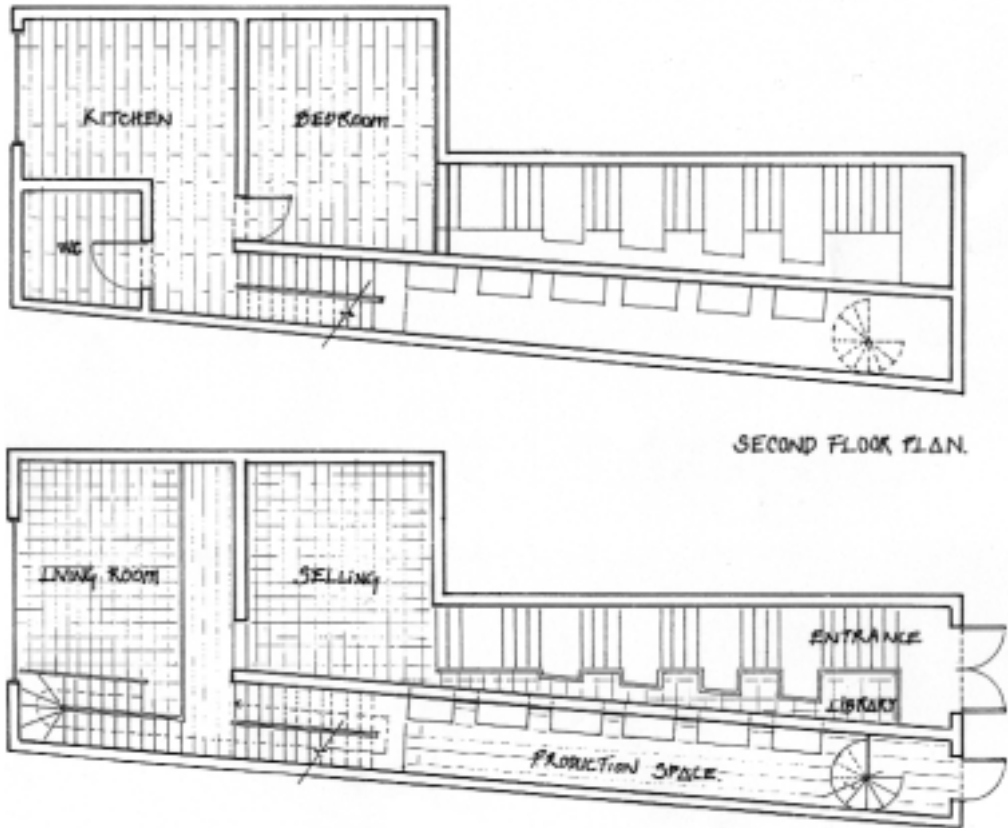 KITCHEN
BEDROOM
WC
SECOND FLOOR PLAN.
LIVING ROOM
SELLING
ENTRANCE
LIBRARY
PRODUCTION SPACE